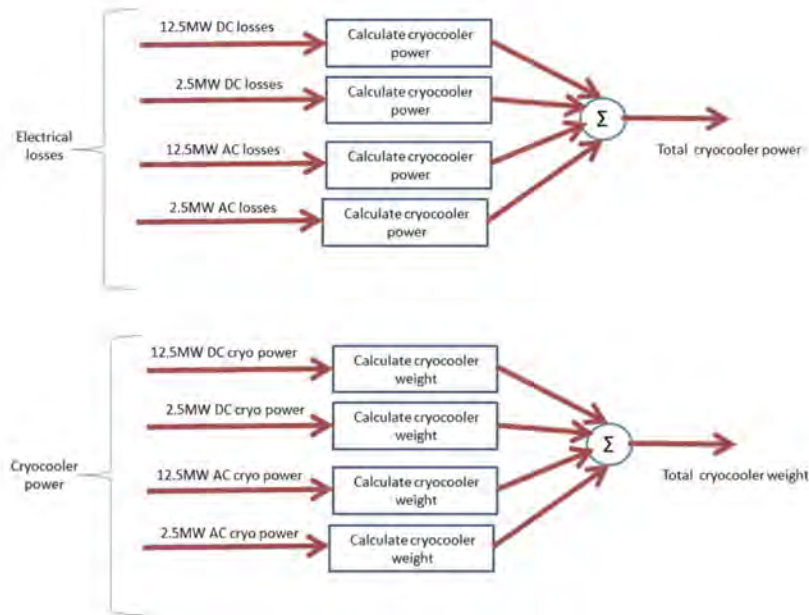 12.5MW DC losses
Calculate cryocooler
power
2.5MW DC losses
Calculate cryocooler
power
Electrical
losses
Σ
12.5MW AC losses
Calculate cryocooler
power
Total cryocooler power
2.5MW AC losses
Calculate cryocooler
power
12.5MW DC cryo power
Calculate cryocooler
weight
2.5MW DC cryo power
Calculate cryocooler
weight
Σ
Cryocooler
power
12.5MW AC cryo power
Calculate cryocooler
weight
Total cryocooler weight
2.5MW AC cryo power
Calculate cryocooler
weight